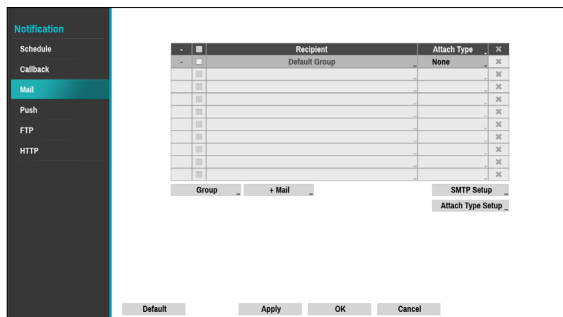 Notification
Schedule
Callback
Mail
Push
FTP
HTTP
- Recipient Attach Type
- Default Group None
Group + Mail SMTP Setup
Attach Type Setup
Default Apply OK Cancel